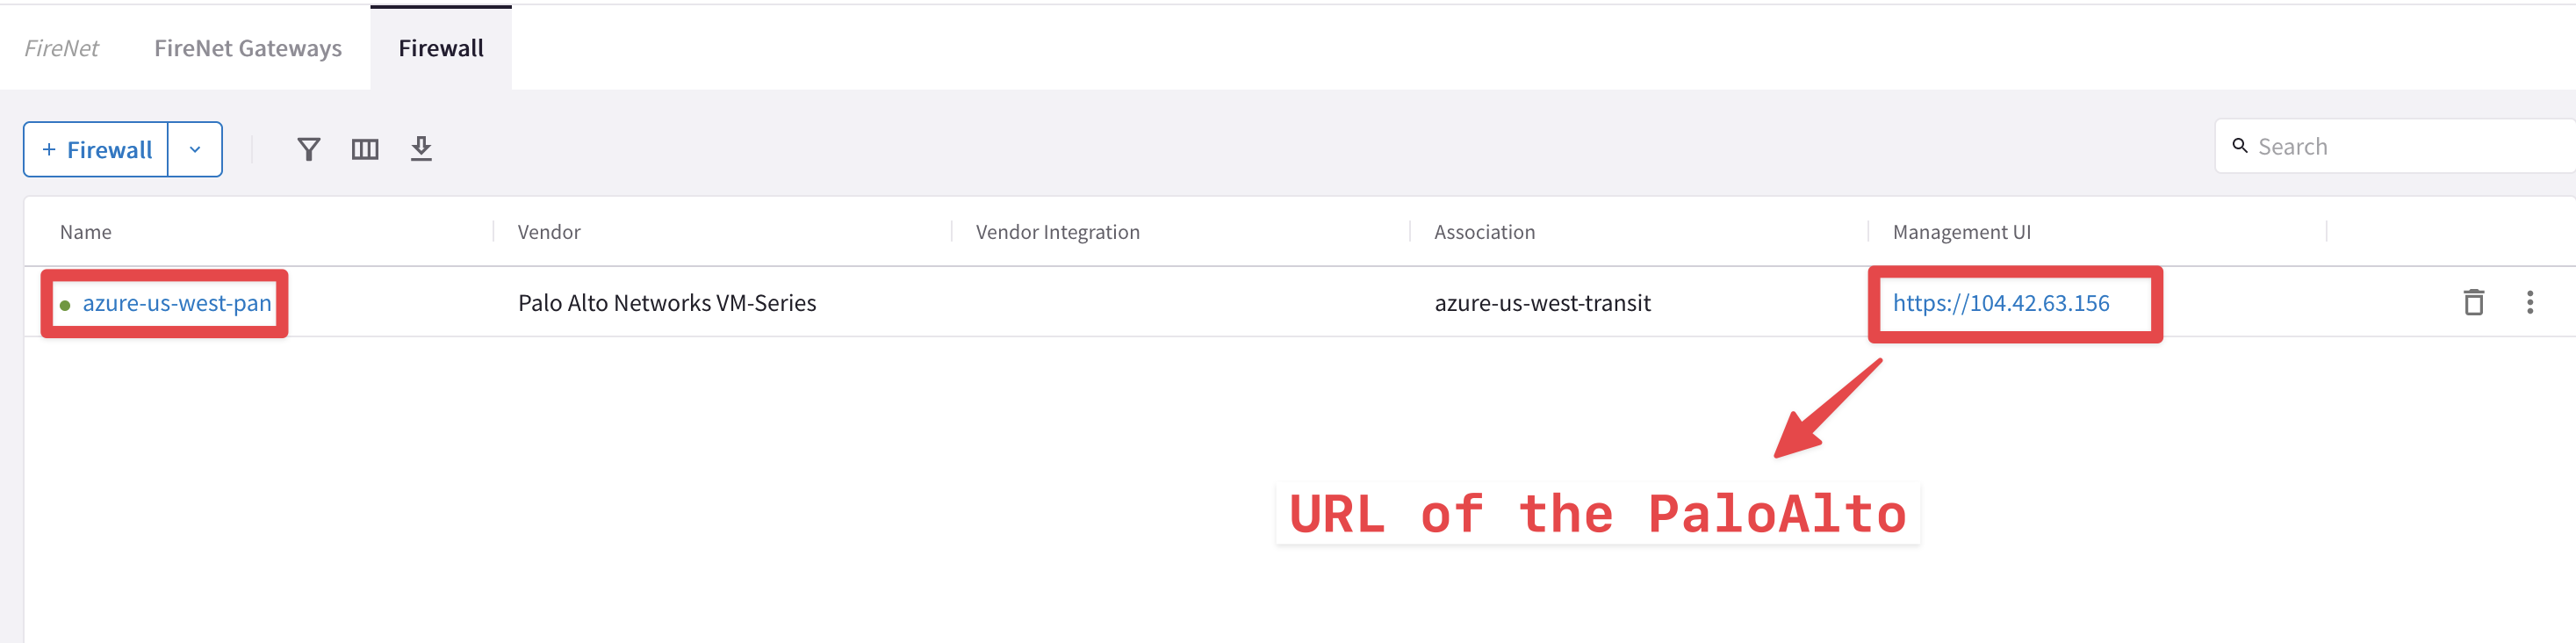 FireNet FireNet Gateways Firewall
+ Firewall Search
Name Vendor Vendor Integration Association Management UI
azure-us-west-pan Palo Alto Networks VM-Series azure-us-west-transit https://104.42.63.156
URL of the PaloAlto